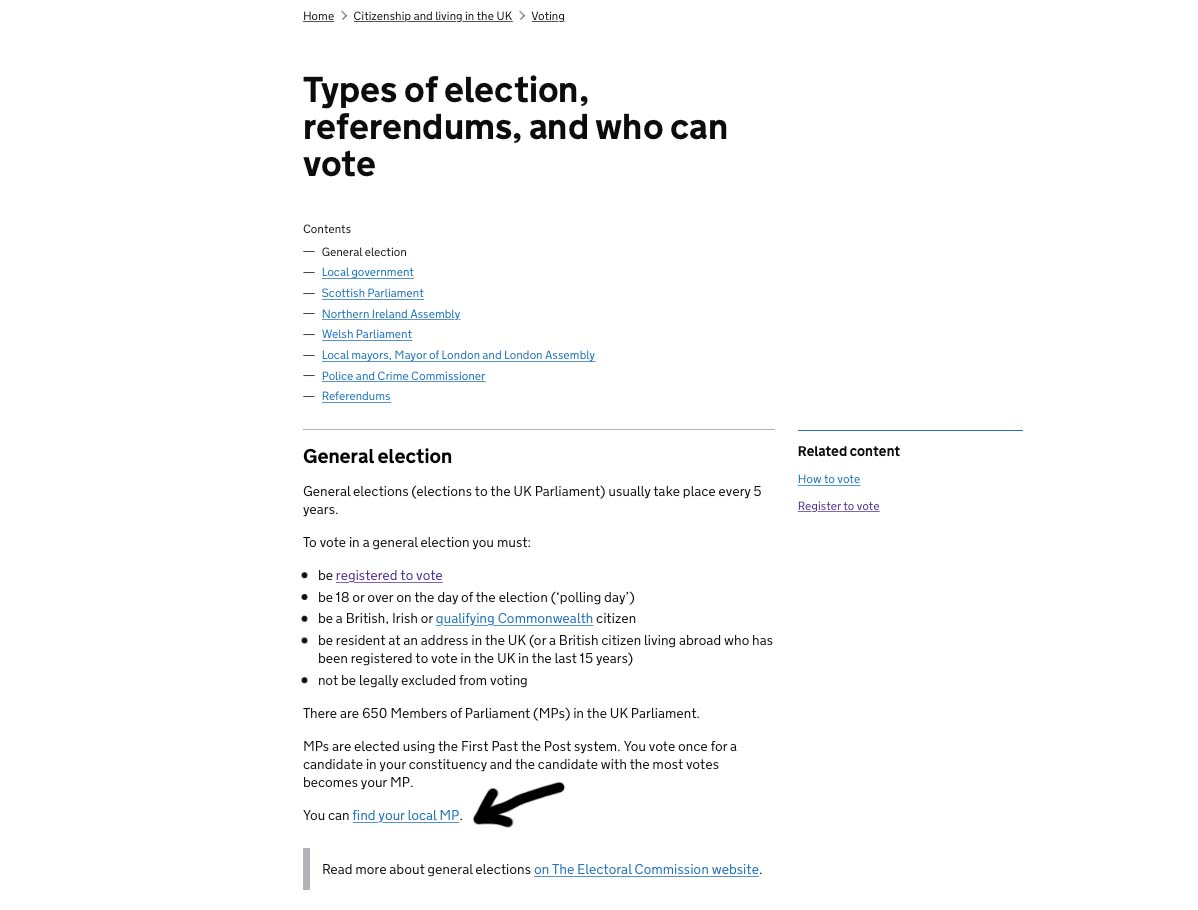 Home > Citizenship and living in the UK > Voting
Types of election,
referendums, and who can
vote
Contents
— General election
— Local government
— Scottish Parliament
— Northern Ireland Assembly
— Welsh Parliament
— Local mayors, Mayor of London and London Assembly
— Police and Crime Commissioner
— Referendums
General election
General elections (elections to the UK Parliament) usually take place every 5
years.
To vote in a general election you must:
• be registered to vote
• be 18 or over on the day of the election (‘polling day’)
• be a British, Irish or qualifying Commonwealth citizen
• be resident at an address in the UK (or a British citizen living abroad who has
been registered to vote in the UK in the last 15 years)
• not be legally excluded from voting
There are 650 Members of Parliament (MPs) in the UK Parliament.
MPs are elected using the First Past the Post system. You vote once for a
candidate in your constituency and the candidate with the most votes
becomes your MP.
You can find your local MP.
Read more about general elections on The Electoral Commission website.
Related content
How to vote
Register to vote